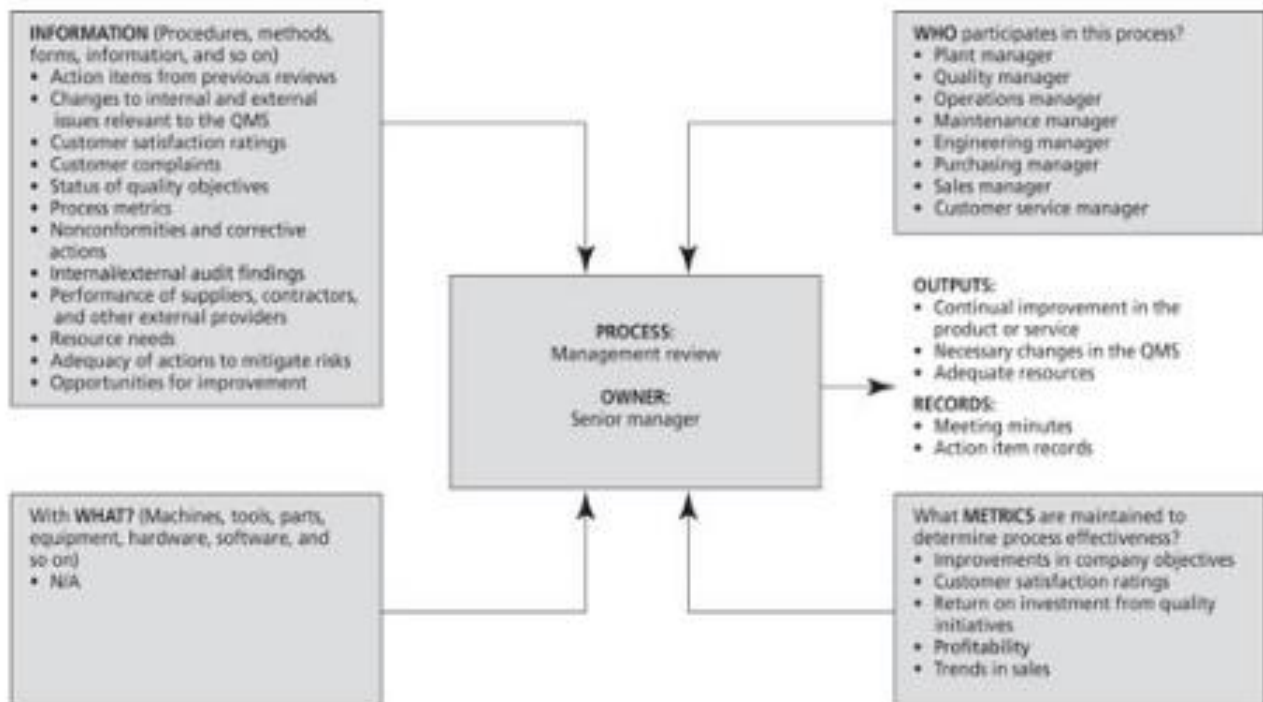 INFORMATION (Procedures, methods,
forms, information, and so on)
• Action items from previous reviews
• Changes to internal and external
issues relevant to the QMS
• Customer satisfaction ratings
• Customer complaints
• Status of quality objectives
• Process metrics
• Nonconformities and corrective
actions
• Internal/external audit findings
• Performance of suppliers, contractors,
and other external providers
• Resource needs
• Adequacy of actions to mitigate risks
• Opportunities for improvement
WHO participates in this process?
• Plant manager
• Quality manager
• Operations manager
• Maintenance manager
• Engineering manager
• Purchasing manager
• Sales manager
• Customer service manager
PROCESS:
Management review
OWNER:
Senior manager
OUTPUTS:
• Continual improvement in the
product or service
• Necessary changes in the QMS
• Adequate resources
RECORDS:
• Meeting minutes
• Action item records
With WHAT? (Machines, tools, parts,
equipment, hardware, software, and
so on)
• N/A
What METRICS are maintained to
determine process effectiveness?
• Improvements in company objectives
• Customer satisfaction ratings
• Return on investment from quality
initiatives
• Profitability
• Trends in sales